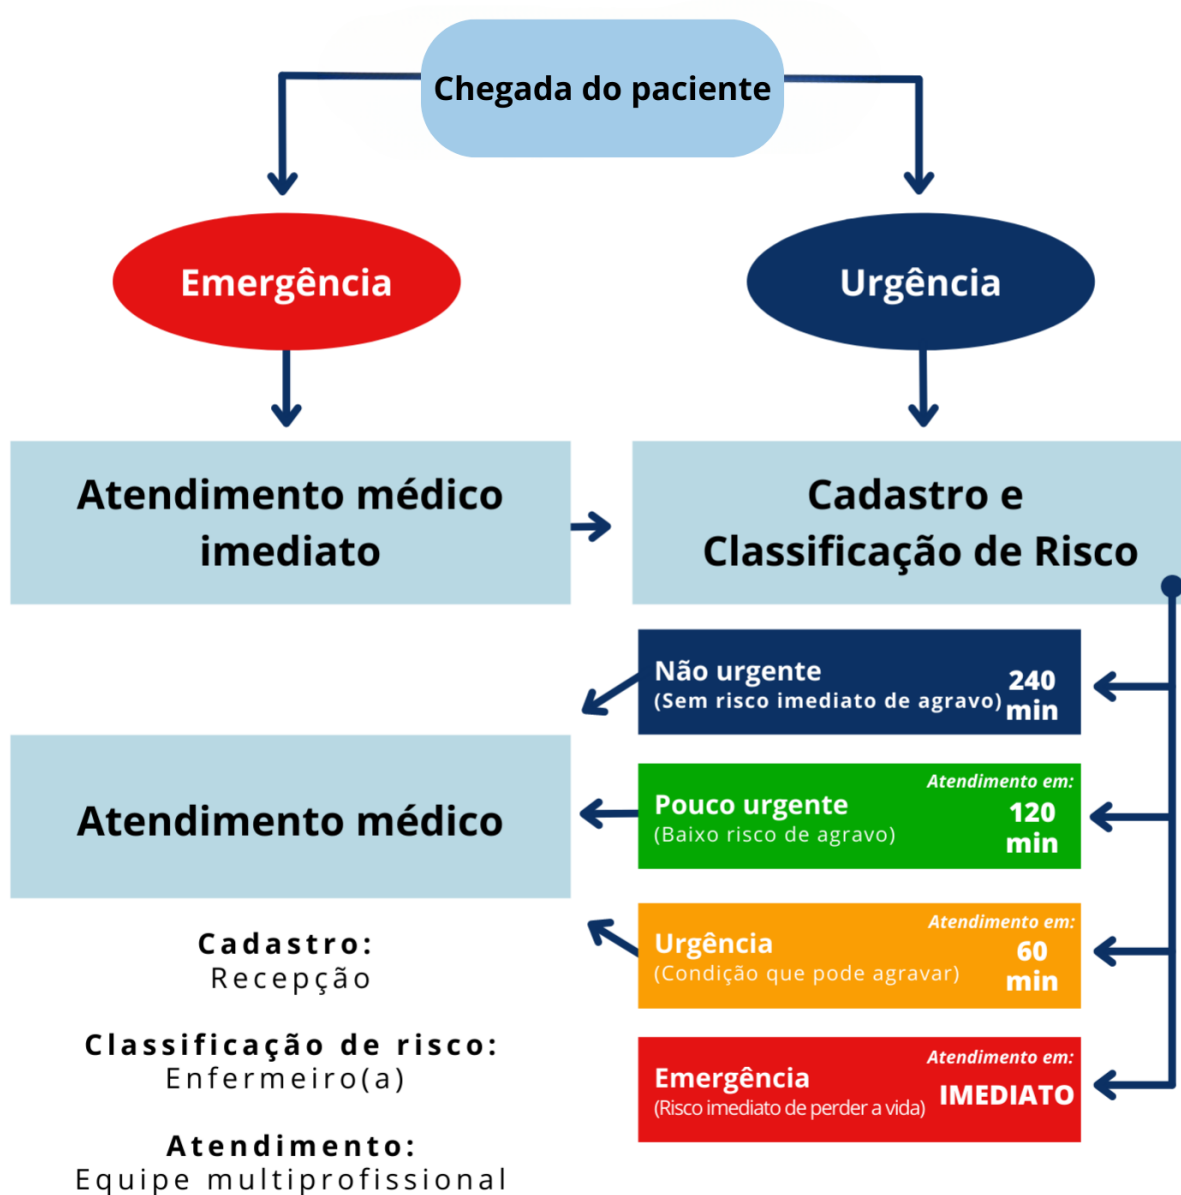 Chegada do paciente
Emergência
Urgência
Atendimento médico
imediato
Cadastro e
Classificação de Risco
Não urgente
(Sem risco imediato de agravo)
240
min
Atendimento médico
Pouco urgente
(Baixo risco de agravo)
Atendimento em:
120
min
Urgência
(Condição que pode agravar)
Atendimento em:
60
min
Emergência
(Risco imediato de perder a vida)
Atendimento em:
IMEDIATO
Cadastro:
Recepção
Classificação de risco:
Enfermeiro(a)
Atendimento:
Equipe multiprofissional